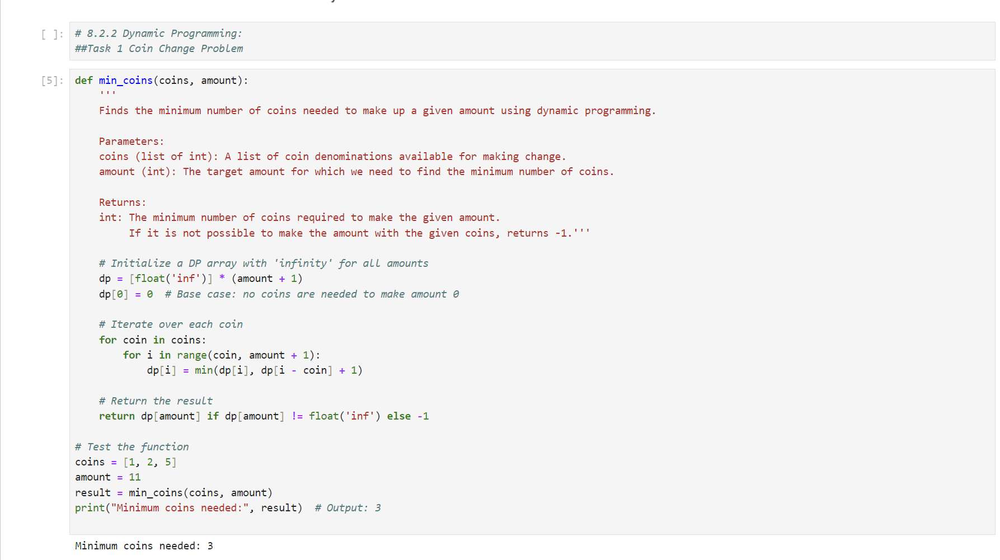 [ ]:
# 8.2.2 Dynamic Programming:
##Task 1 Coin Change Problem
[5]:
def min_coins(coins, amount):
    '''
    Finds the minimum number of coins needed to make up a given amount using dynamic programming.

    Parameters:
    coins (list of int): A list of coin denominations available for making change.
    amount (int): The target amount for which we need to find the minimum number of coins.

    Returns:
    int: The minimum number of coins required to make the given amount.
         If it is not possible to make the amount with the given coins, returns -1.'''

    # Initialize a DP array with 'infinity' for all amounts
    dp = [float('inf')] * (amount + 1)
    dp[0] = 0  # Base case: no coins are needed to make amount 0

    # Iterate over each coin
    for coin in coins:
        for i in range(coin, amount + 1):
            dp[i] = min(dp[i], dp[i - coin] + 1)

    # Return the result
    return dp[amount] if dp[amount] != float('inf') else -1

# Test the function
coins = [1, 2, 5]
amount = 11
result = min_coins(coins, amount)
print("Minimum coins needed:", result)  # Output: 3
Minimum coins needed: 3